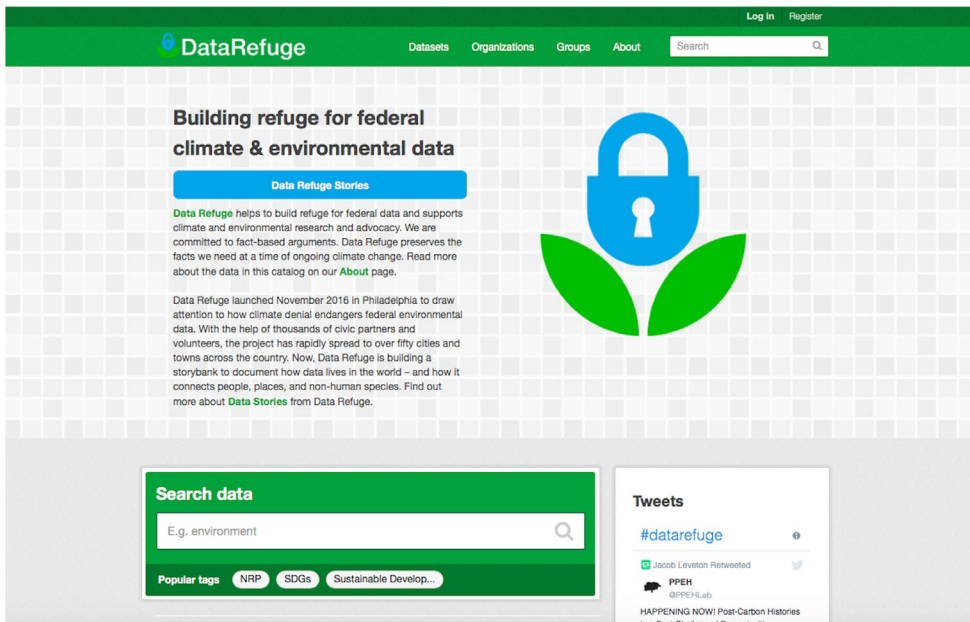 Log in Register
DataRefuge
Datasets Organizations Groups About Search
Building refuge for federal
climate & environmental data
Data Refuge Stories
Data Refuge helps to build refuge for federal data and supports
climate and environmental research and advocacy. We are
committed to fact-based arguments. Data Refuge preserves the
facts we need at a time of ongoing climate change. Read more
about the data in this catalog on our About page.
Data Refuge launched November 2016 in Philadelphia to draw
attention to how climate denial endangers federal environmental
data. With the help of thousands of civic partners and
volunteers, the project has rapidly spread to over fifty cities and
towns across the country. Now, Data Refuge is building a
storybank to document how data lives in the world – and how it
connects people, places, and non-human species. Find out
more about Data Stories from Data Refuge.
Search data
E.g. environment
Popular tags NRP SDGs Sustainable Develop...
Tweets
#datarefuge
Jacob Leveton Retweeted
PPEH
@PPEHLab
HAPPENING NOW! Post-Carbon Histories